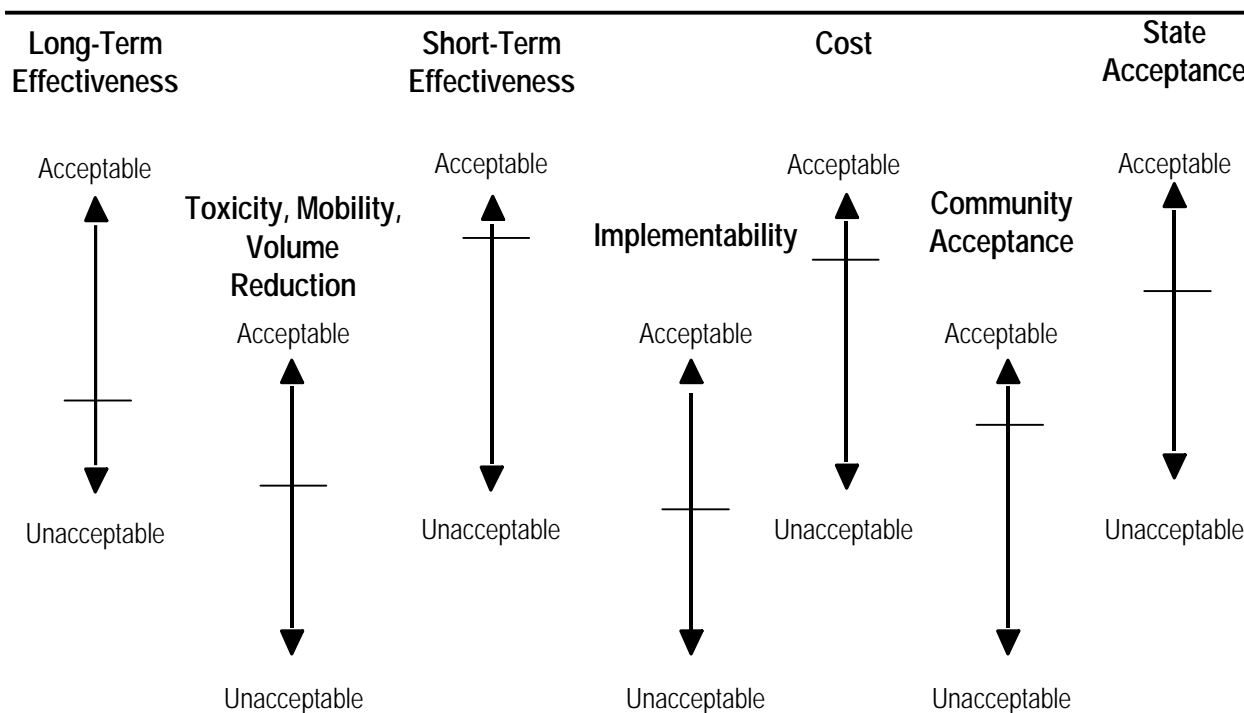 Long-Term
Effectiveness
Short-Term
Effectiveness
Cost
State
Acceptance
Acceptable
Acceptable
Acceptable
Acceptable
Toxicity, Mobility,
Volume
Reduction
Implementability
Community
Acceptance
Acceptable
Acceptable
Acceptable
Unacceptable
Unacceptable
Unacceptable
Unacceptable
Unacceptable
Unacceptable
Unacceptable